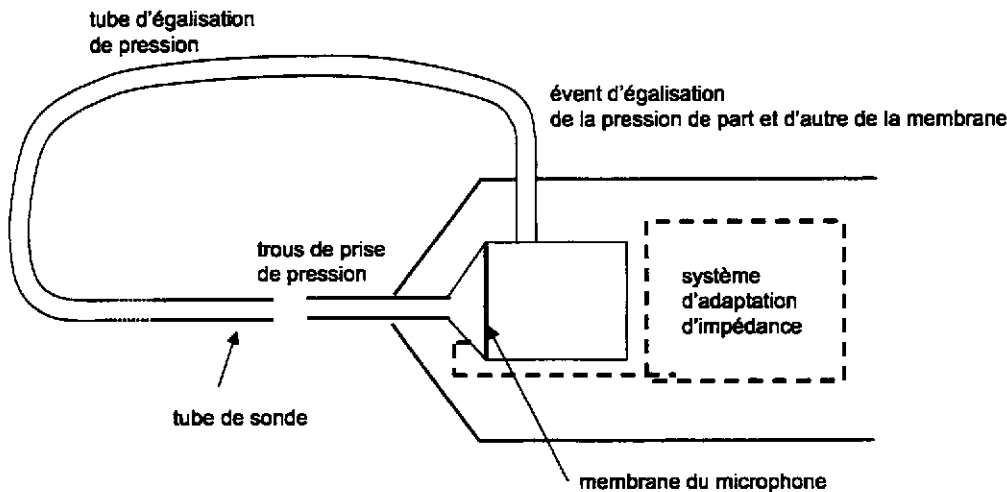 tube d'égalisation
de pression
évent d'égalisation
de la pression de part et d'autre de la membrane
trous de prise
de pression
système
d'adaptation
d'impédance
tube de sonde
membrane du microphone